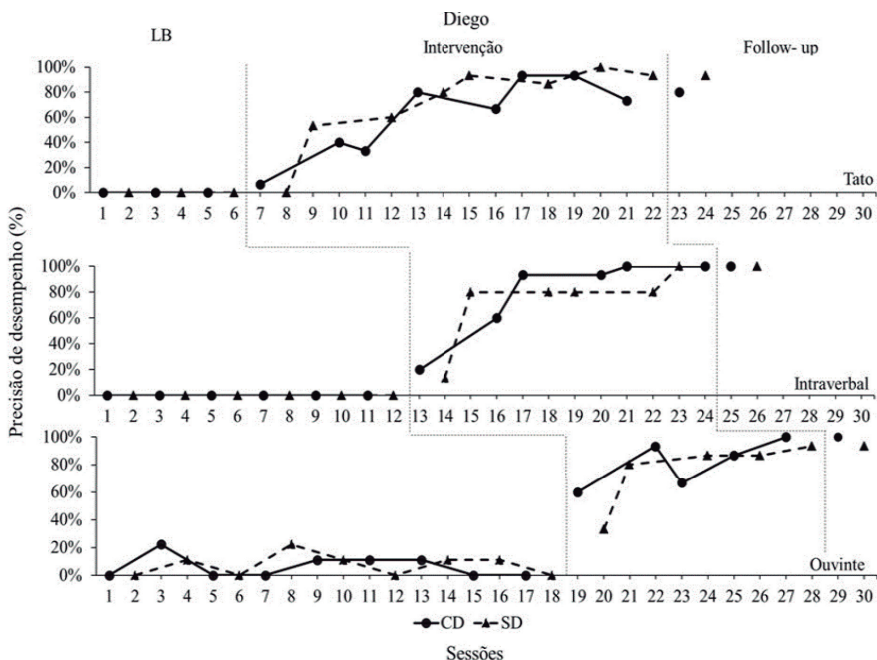 Diego
LB
Intervenção
Follow- up
100%
80%
60%
40%
20%
0%
Tato
1 2 3 4 5 6 7 8 9 10 11 12 13 14 15 16 17 18 19 20 21 22 23 24 25 26 27 28 29 30
Precisão de desempenho (%)
100%
80%
60%
40%
20%
0%
Intraverbal
1 2 3 4 5 6 7 8 9 10 11 12 13 14 15 16 17 18 19 20 21 22 23 24 25 26 27 28 29 30
100%
80%
60%
40%
20%
0%
Ouvinte
1 2 3 4 5 6 7 8 9 10 11 12 13 14 15 16 17 18 19 20 21 22 23 24 25 26 27 28 29 30
CD SD
Sessões